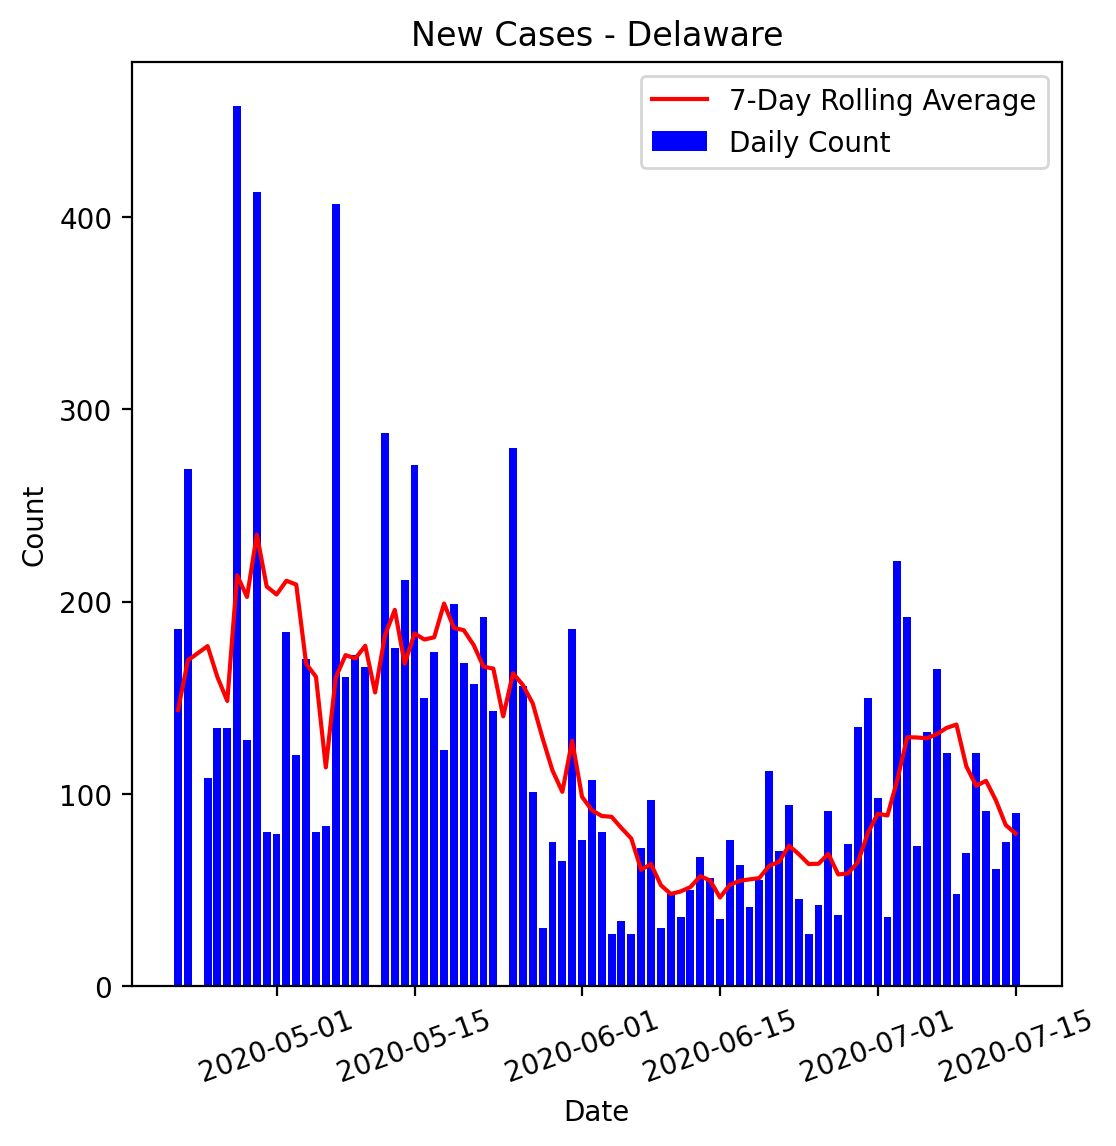 New Cases - Delaware
7-Day Rolling Average
Daily Count
400
300
200
100
0
Count
2020-05-01
2020-05-15
2020-06-01
2020-06-15
2020-07-01
2020-07-15
Date